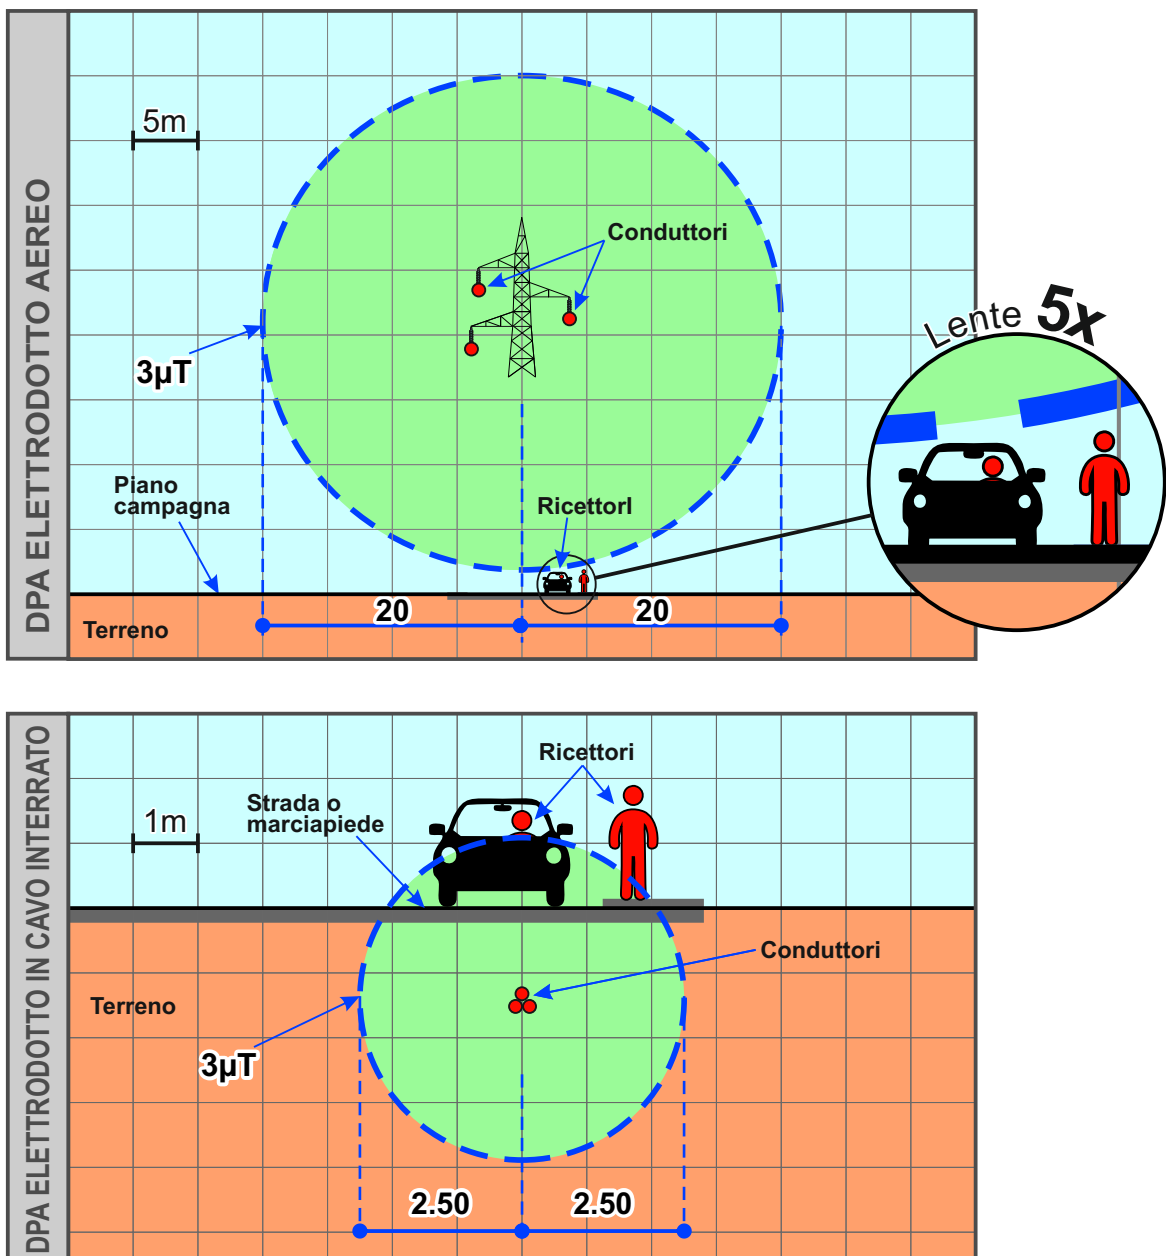 DPA ELETTRODOTTO AEREO
5m
Conduttori
3µT
Lente 5x
Piano
campagna
RicettorI
Terreno
20
20
DPA ELETTRODOTTO IN CAVO INTERRATO
Ricettori
Strada o
marciapiede
1m
Conduttori
Terreno
3µT
2.50
2.50